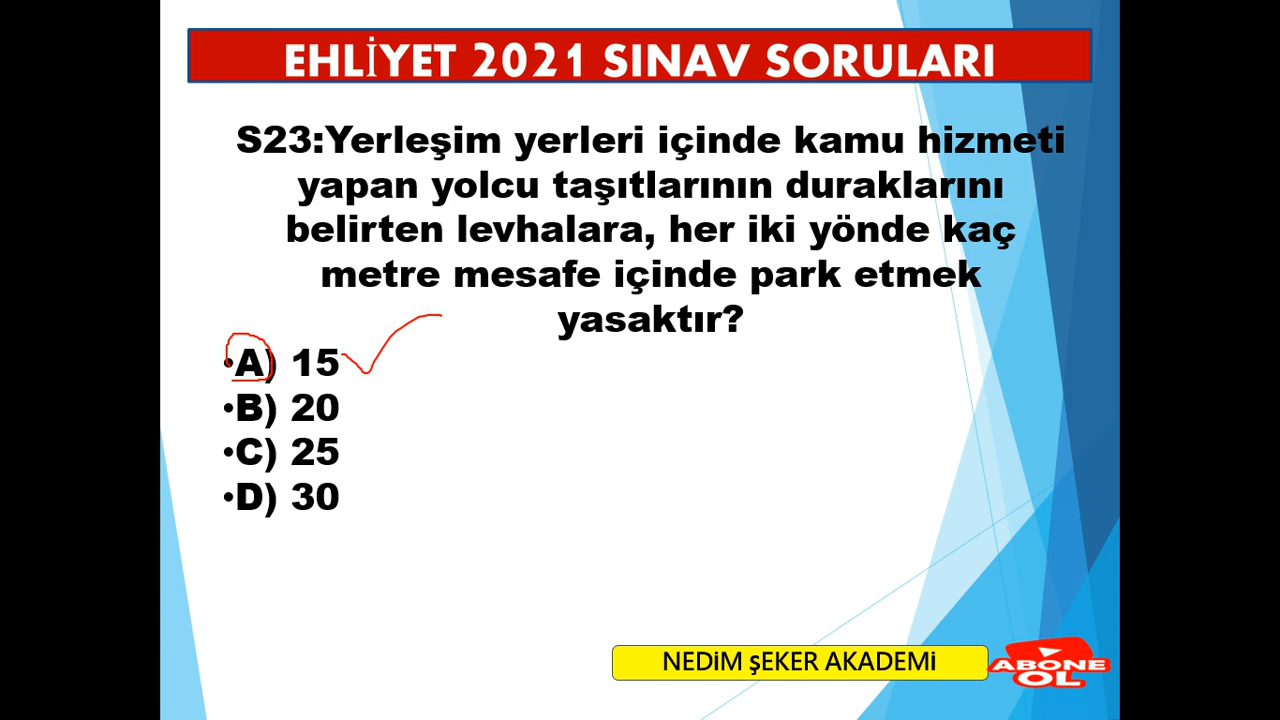 EHLİYET 2021 SINAV SORULARI
S23:Yerleşim yerleri içinde kamu hizmeti
yapan yolcu taşıtlarının duraklarını
belirten levhalara, her iki yönde kaç
metre mesafe içinde park etmek
yasaktır?
•A) 15
•B) 20
•C) 25
•D) 30
NEDİM ŞEKER AKADEMİ
ABONE
OL